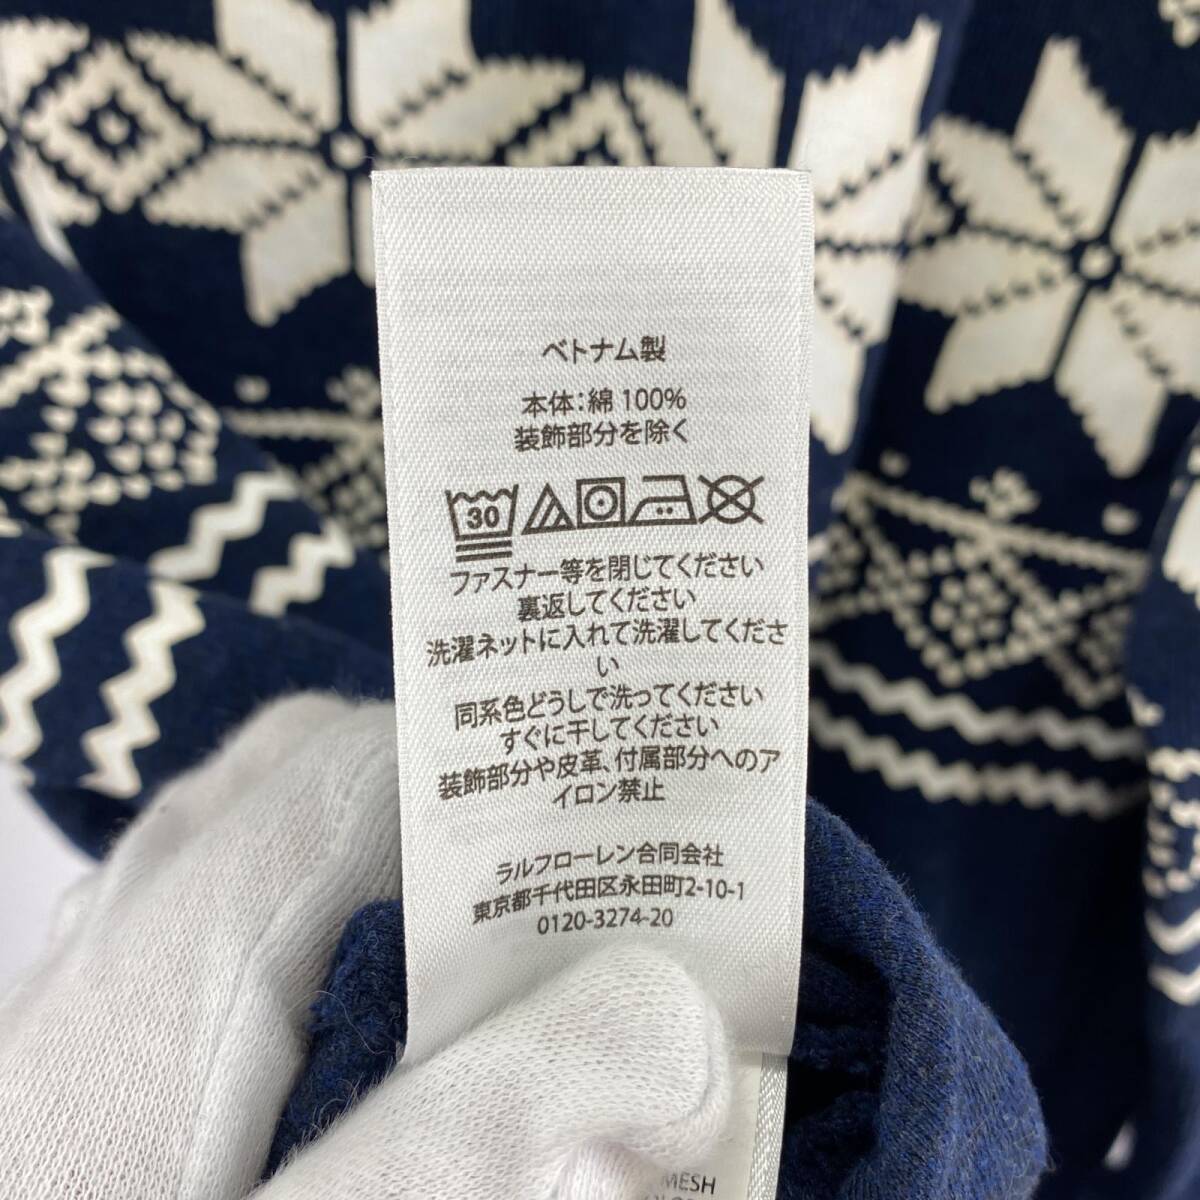 ベトナム製
本体:綿 100%
装飾部分を除く
30
ファスナー等を閉じてください
裏返してください
洗濯ネットに入れて洗濯してくださ
い
同系色どうしで洗ってください
すぐに干してください
装飾部分や皮革、付属部分へのア
イロン禁止
ラルフローレン合同会社
東京都千代田区永田町2-10-1
0120-3274-20
MESH